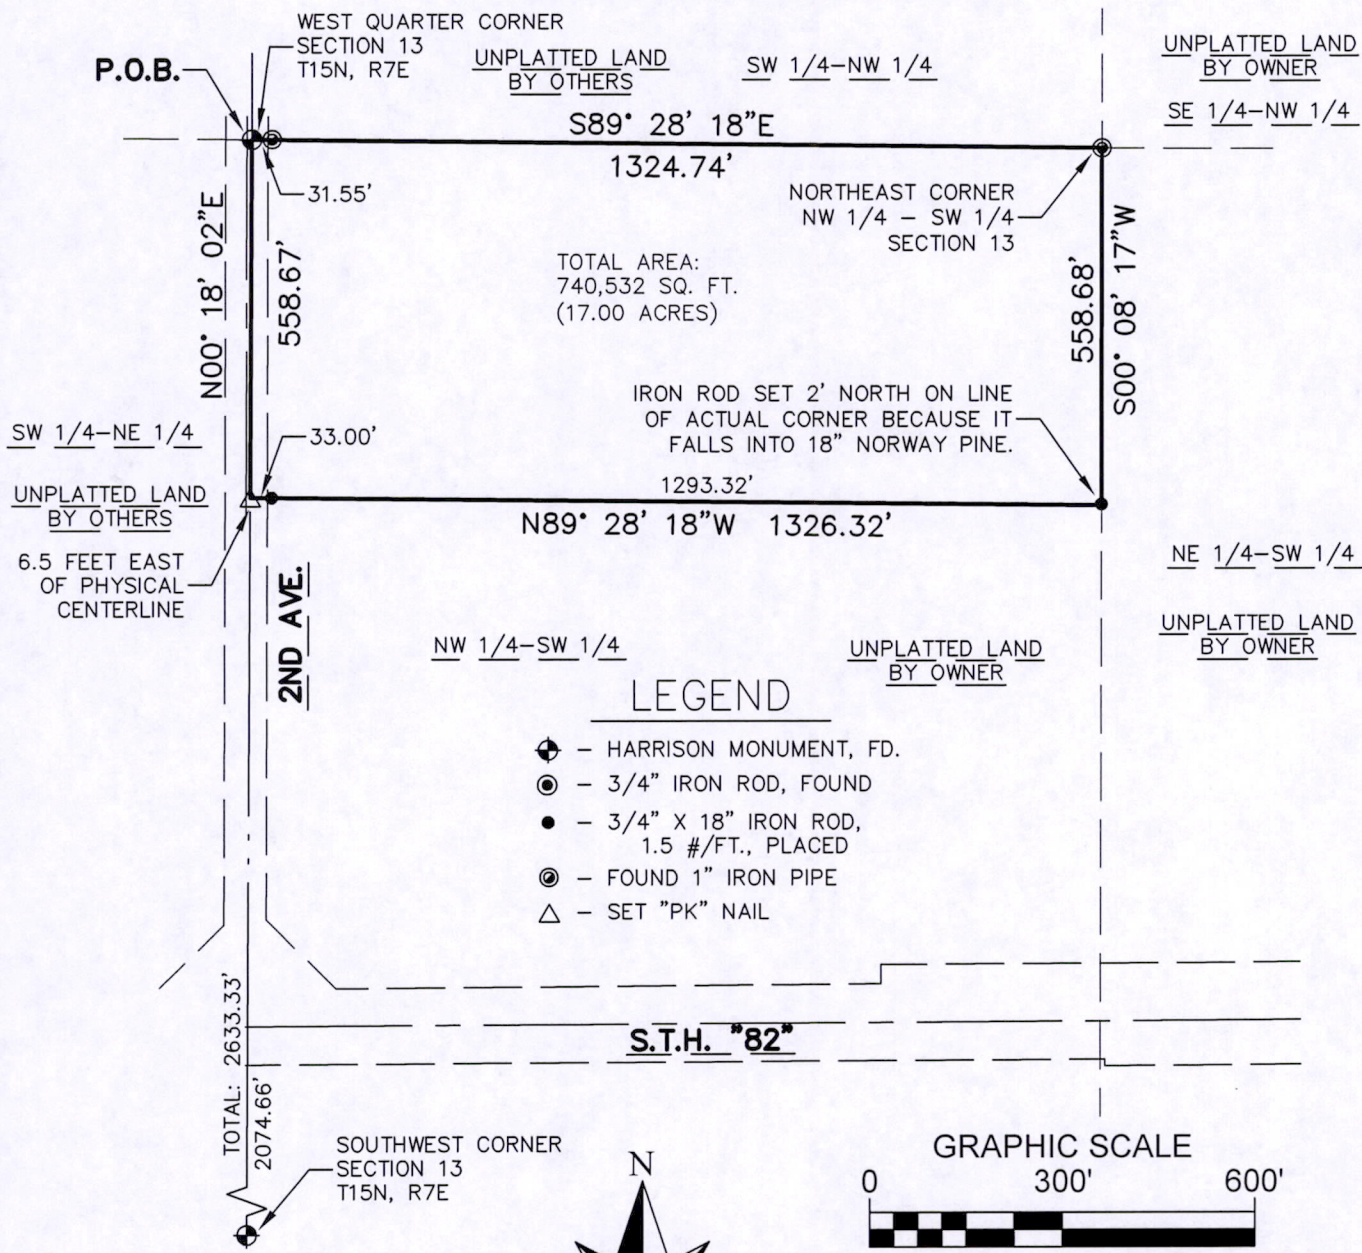 WEST QUARTER CORNER
SECTION 13
T15N, R7E
P.O.B.
UNPLATTED LAND
BY OTHERS
SW 1/4-NW 1/4
UNPLATTED LAND
BY OWNER
SE 1/4-NW 1/4
S89° 28' 18"E
1324.74'
31.55'
NORTHEAST CORNER
NW 1/4 - SW 1/4
SECTION 13
N00° 18' 02"E
558.67'
TOTAL AREA:
740,532 SQ. FT.
(17.00 ACRES)
558.68'
S00° 08' 17"W
IRON ROD SET 2' NORTH ON LINE
OF ACTUAL CORNER BECAUSE IT
FALLS INTO 18" NORWAY PINE.
SW 1/4-NE 1/4
33.00'
UNPLATTED LAND
BY OTHERS
1293.32'
N89° 28' 18"W 1326.32'
6.5 FEET EAST
OF PHYSICAL
CENTERLINE
NE 1/4-SW 1/4
2ND AVE.
UNPLATTED LAND
BY OWNER
NW 1/4-SW 1/4
UNPLATTED LAND
BY OWNER
LEGEND
- HARRISON MONUMENT, FD.
- 3/4" IRON ROD, FOUND
- 3/4" X 18" IRON ROD,
1.5 #/FT., PLACED
- FOUND 1" IRON PIPE
- SET "PK" NAIL
TOTAL: 2633.33'
2074.66'
S.T.H. "82"
SOUTHWEST CORNER
SECTION 13
T15N, R7E
N
GRAPHIC SCALE
0 300' 600'